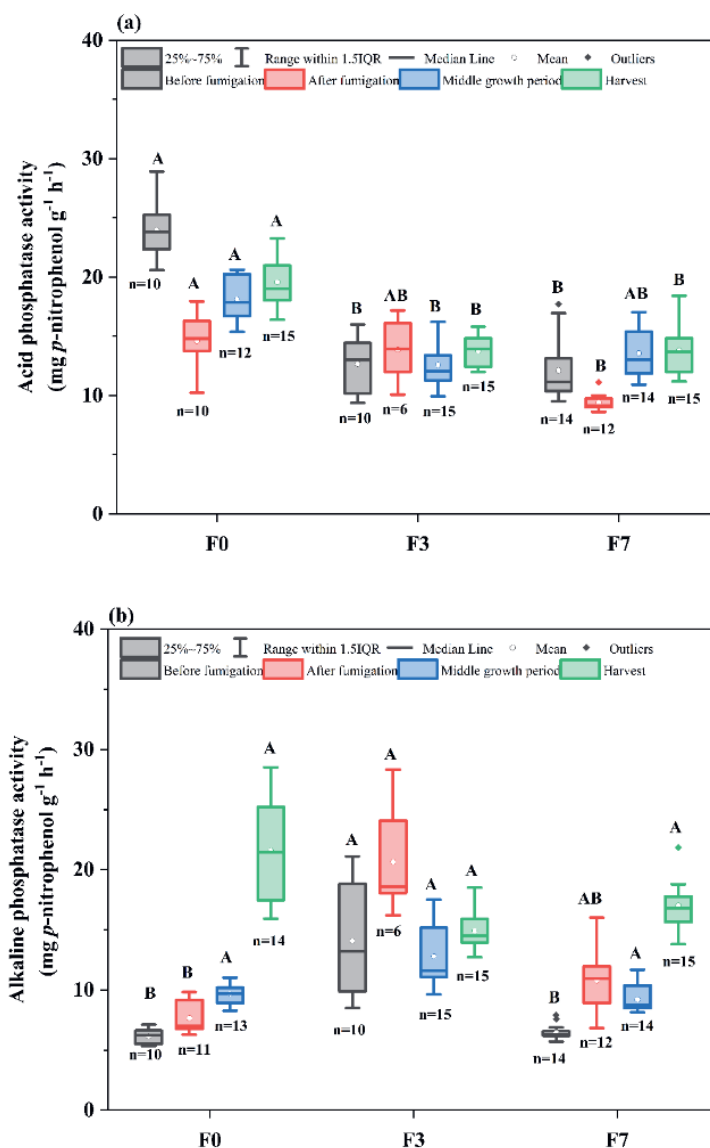 (a)
40
25%~75% Range within 1.5IQR Median Line Mean Outliers
Before fumigation After fumigation Middle growth period Harvest
30
20
10
0
Acid phosphatase activity
(mg p-nitrophenol g⁻¹ h⁻¹)
A A A A
n=10 n=10 n=12 n=15
B AB B B
n=10 n=6 n=15 n=15
B B AB B
n=14 n=12 n=14 n=15
F0 F3 F7
(b)
40
25%~75% Range within 1.5IQR Median Line Mean Outliers
Before fumigation After fumigation Middle growth period Harvest
30
20
10
0
Alkaline phosphatase activity
(mg p-nitrophenol g⁻¹ h⁻¹)
B B A A
n=10 n=11 n=13 n=14
A A A A
n=10 n=6 n=15 n=15
B AB A A
n=14 n=12 n=14 n=15
F0 F3 F7